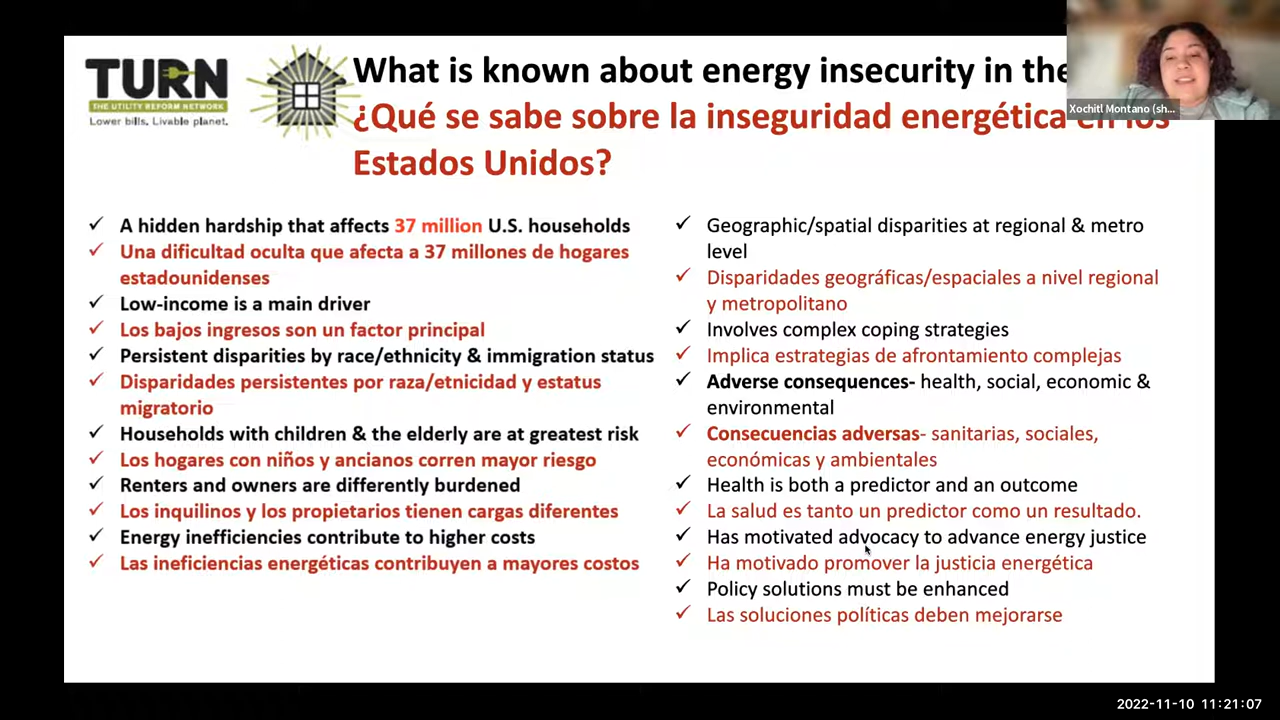 TURN
THE UTILITY REFORM NETWORK
Lower bills. Livable planet.
What is known about energy insecurity in the
¿Qué se sabe sobre la inseguridad energética en los
Estados Unidos?
Xochitl Montano (sh...
✓ A hidden hardship that affects 37 million U.S. households
✓ Una dificultad oculta que afecta a 37 millones de hogares
estadounidenses
✓ Low-income is a main driver
✓ Los bajos ingresos son un factor principal
✓ Persistent disparities by race/ethnicity & immigration status
✓ Disparidades persistentes por raza/etnicidad y estatus
migratorio
✓ Households with children & the elderly are at greatest risk
✓ Los hogares con niños y ancianos corren mayor riesgo
✓ Renters and owners are differently burdened
✓ Los inquilinos y los propietarios tienen cargas diferentes
✓ Energy inefficiencies contribute to higher costs
✓ Las ineficiencias energéticas contribuyen a mayores costos
✓ Geographic/spatial disparities at regional & metro
level
✓ Disparidades geográficas/espaciales a nivel regional
y metropolitano
✓ Involves complex coping strategies
✓ Implica estrategias de afrontamiento complejas
✓ Adverse consequences- health, social, economic &
environmental
✓ Consecuencias adversas- sanitarias, sociales,
económicas y ambientales
✓ Health is both a predictor and an outcome
✓ La salud es tanto un predictor como un resultado.
✓ Has motivated advocacy to advance energy justice
✓ Ha motivado promover la justicia energética
✓ Policy solutions must be enhanced
✓ Las soluciones políticas deben mejorarse
2022-11-10 11:21:07